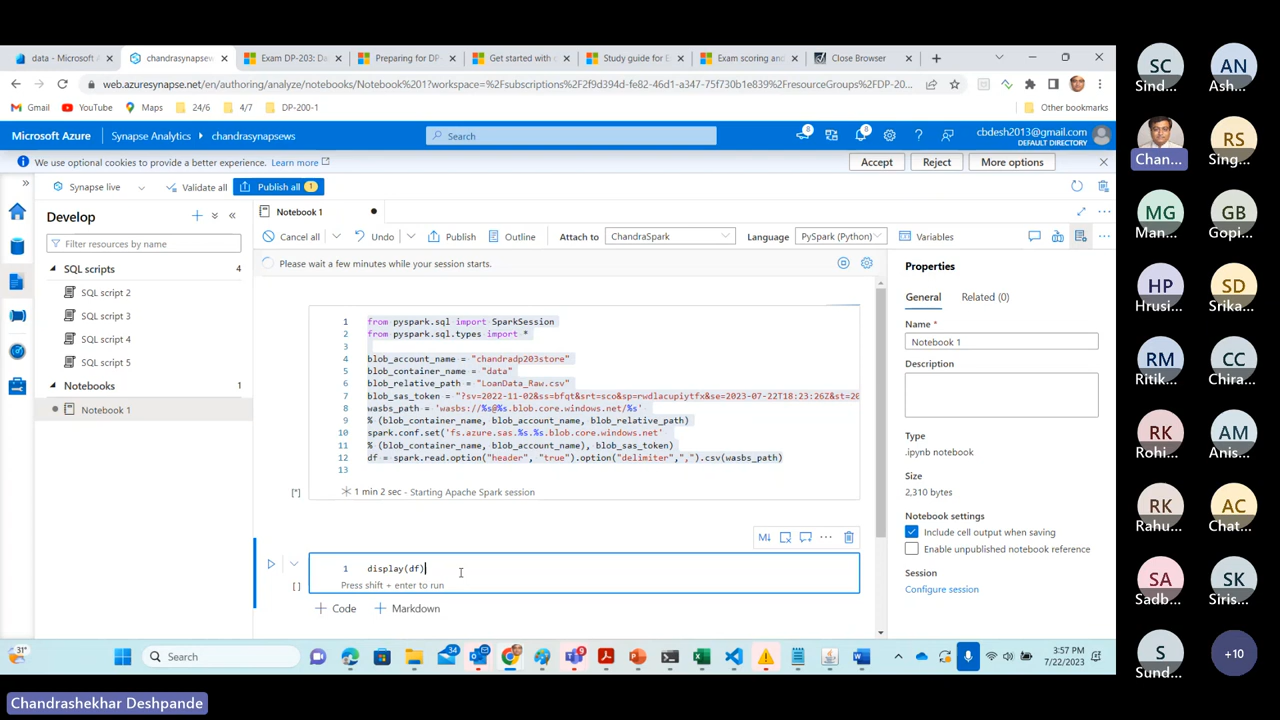 data - Microsoft A
chandrasynapsew
Exam DP-203: Da
Preparing for DP-
Get started with c
Study guide for E
Exam scoring an
Close Browser
web.azuresynapse.net/en/authoring/analyze/notebooks/Notebook%201?workspace=%2Fsubscriptions%2f9d394d-fe82-46d1-a347-75f730b1e839%2FresourceGroups%2FDP-200...
Gmail
YouTube
Maps
24/6
4/7
DP-200-1
Other bookmarks
Microsoft Azure
Synapse Analytics
chandrasynapsews
Search
8
8
cbdesh2013@gmail.com
DEFAULT DIRECTORY
We use optional cookies to provide a better experience. Learn more
Accept
Reject
More options
Synapse live
Validate all
Publish all 1
Develop
Filter resources by name
SQL scripts 4
SQL script 2
SQL script 3
SQL script 4
SQL script 5
Notebooks 1
Notebook 1
Notebook 1
Cancel all
Undo
Publish
Outline
Attach to
ChandraSpark
Language
PySpark (Python)
Variables
Please wait a few minutes while your session starts.
1 from pyspark.sql import SparkSession
2 from pyspark.sql.types import *
3
4 blob_account_name = "chandradp203store"
5 blob_container_name = "data"
6 blob_relative_path = "LoanData_Raw.csv"
7 blob_sas_token = "?sv=2022-11-02&ss=bfqt&srt=sco&sp=rwdlacupiytfx&se=2023-07-22T18:23:26Z&st=20
8 wasbs_path = 'wasbs://%s@%s.blob.core.windows.net/%s'
9 % (blob_container_name, blob_account_name, blob_relative_path)
10 spark.conf.set('fs.azure.sas.%s.%s.blob.core.windows.net'
11 % (blob_container_name, blob_account_name), blob_sas_token)
12 df = spark.read.option("header", "true").option("delimiter",",").csv(wasbs_path)
13
[*]
1 min 2 sec - Starting Apache Spark session
M↓
1 display(df)
Press shift + enter to run
[ ]
+ Code
+ Markdown
Properties
General
Related (0)
Name *
Notebook 1
Description
Type
.ipynb notebook
Size
2,310 bytes
Notebook settings
Include cell output when saving
Enable unpublished notebook reference
Session
Configure session
31°
Search
34
9
3:57 PM
7/22/2023
SC
Sind...
AN
Ash...
Chan...
RS
Sing...
MG
Man...
GB
Gopi...
HP
Hrusi...
SD
Srika...
RM
Ritik...
CC
Chira...
RK
Rohi...
AM
Anis...
RK
Rahu...
AC
Chat...
SA
Sadb...
SK
Siris...
S
Sund...
+10
Chandrashekhar Deshpande